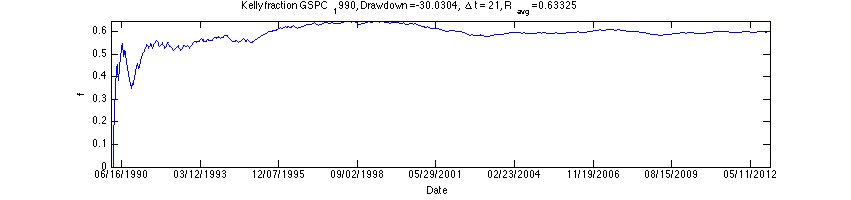 Kelly fraction GSPC 1990, Drawdown=-30.0304, Δ t = 21, R avg =0.63325
0.6
0.5
0.4
f
0.3
0.2
0.1
0
06/16/1990 03/12/1993 12/07/1995 09/02/1998 05/29/2001 02/23/2004 11/19/2006 08/15/2009 05/11/2012
Date